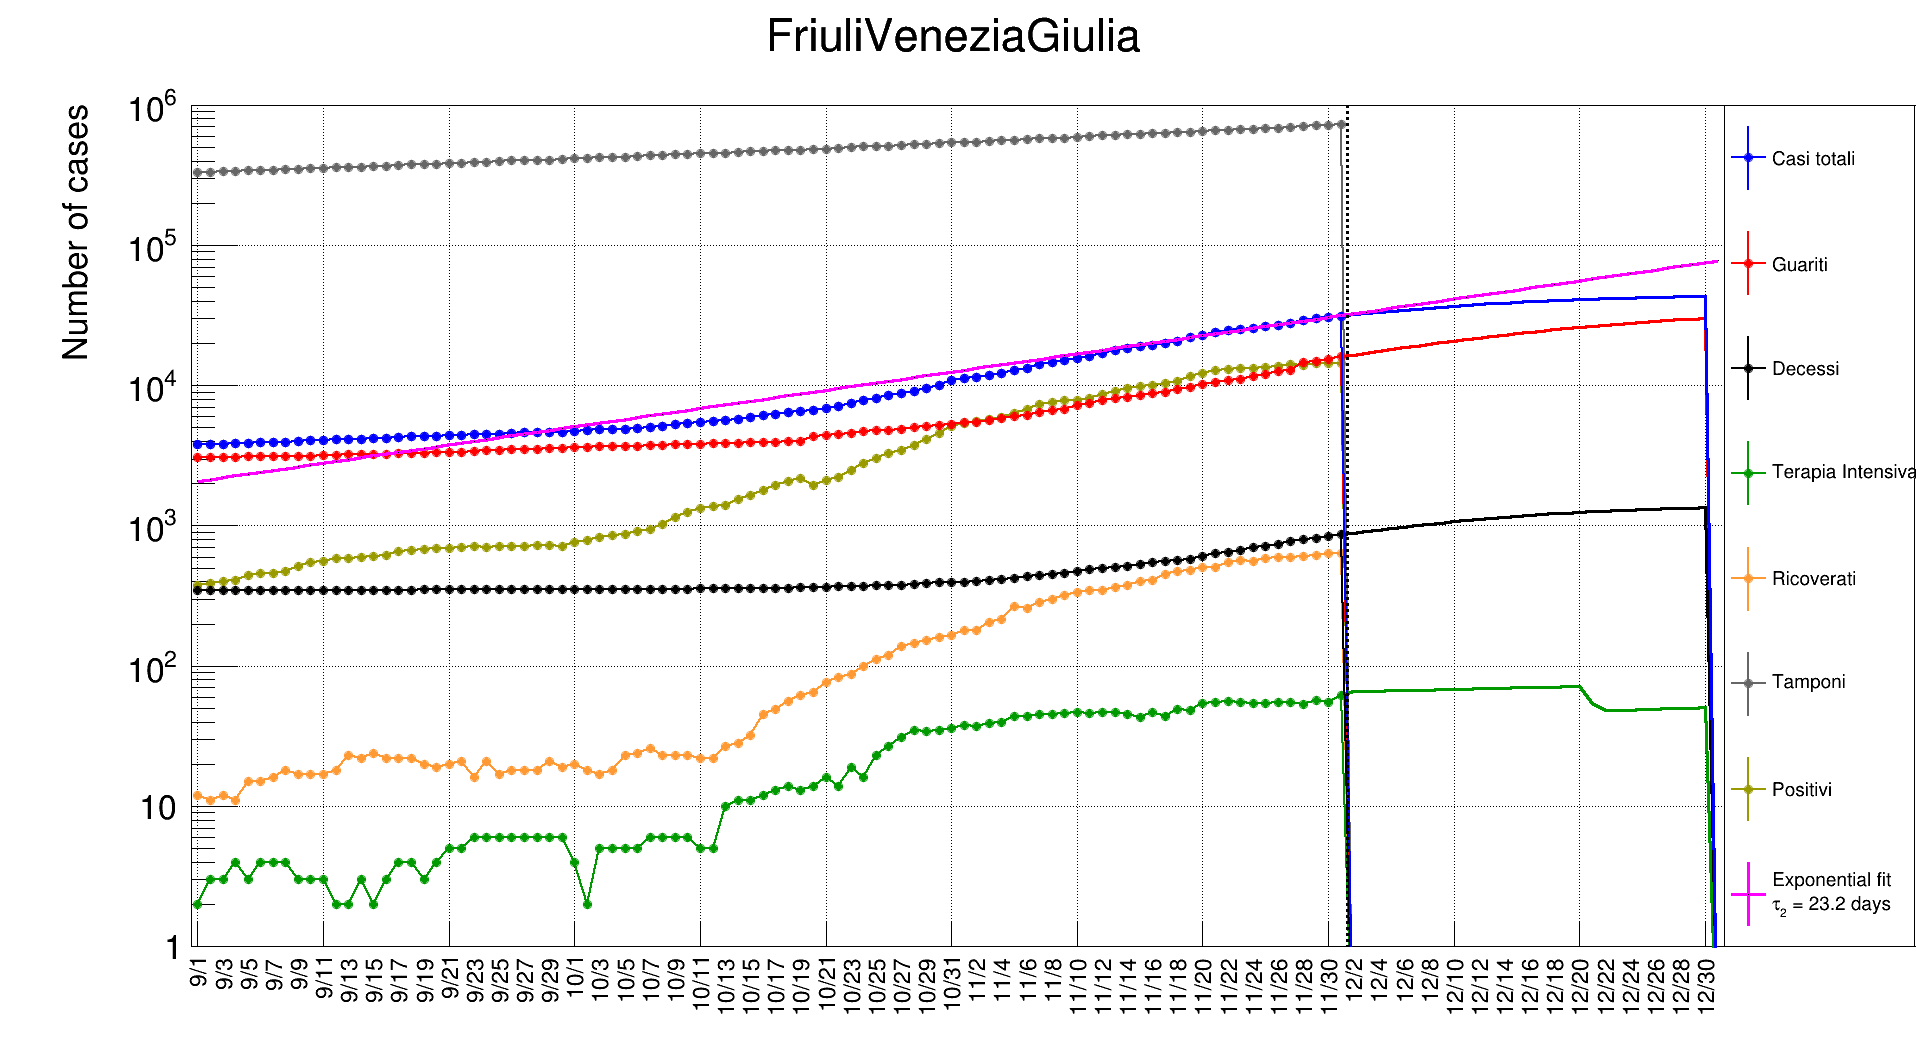 FriuliVeneziaGiulia
Number of cases
10^6
10^5
10^4
10^3
10^2
10
1
9/1 9/3 9/5 9/7 9/9 9/11 9/13 9/15 9/17 9/19 9/21 9/23 9/25 9/27 9/29 10/1 10/3 10/5 10/7 10/9 10/11 10/13 10/15 10/17 10/19 10/21 10/23 10/25 10/27 10/29 10/31 11/2 11/4 11/6 11/8 11/10 11/12 11/14 11/16 11/18 11/20 11/22 11/24 11/26 11/28 11/30 12/2 12/4 12/6 12/8 12/10 12/12 12/14 12/16 12/18 12/20 12/22 12/24 12/26 12/28 12/30
Casi totali
Guariti
Decessi
Terapia Intensiva
Ricoverati
Tamponi
Positivi
Exponential fit
τ_2 = 23.2 days